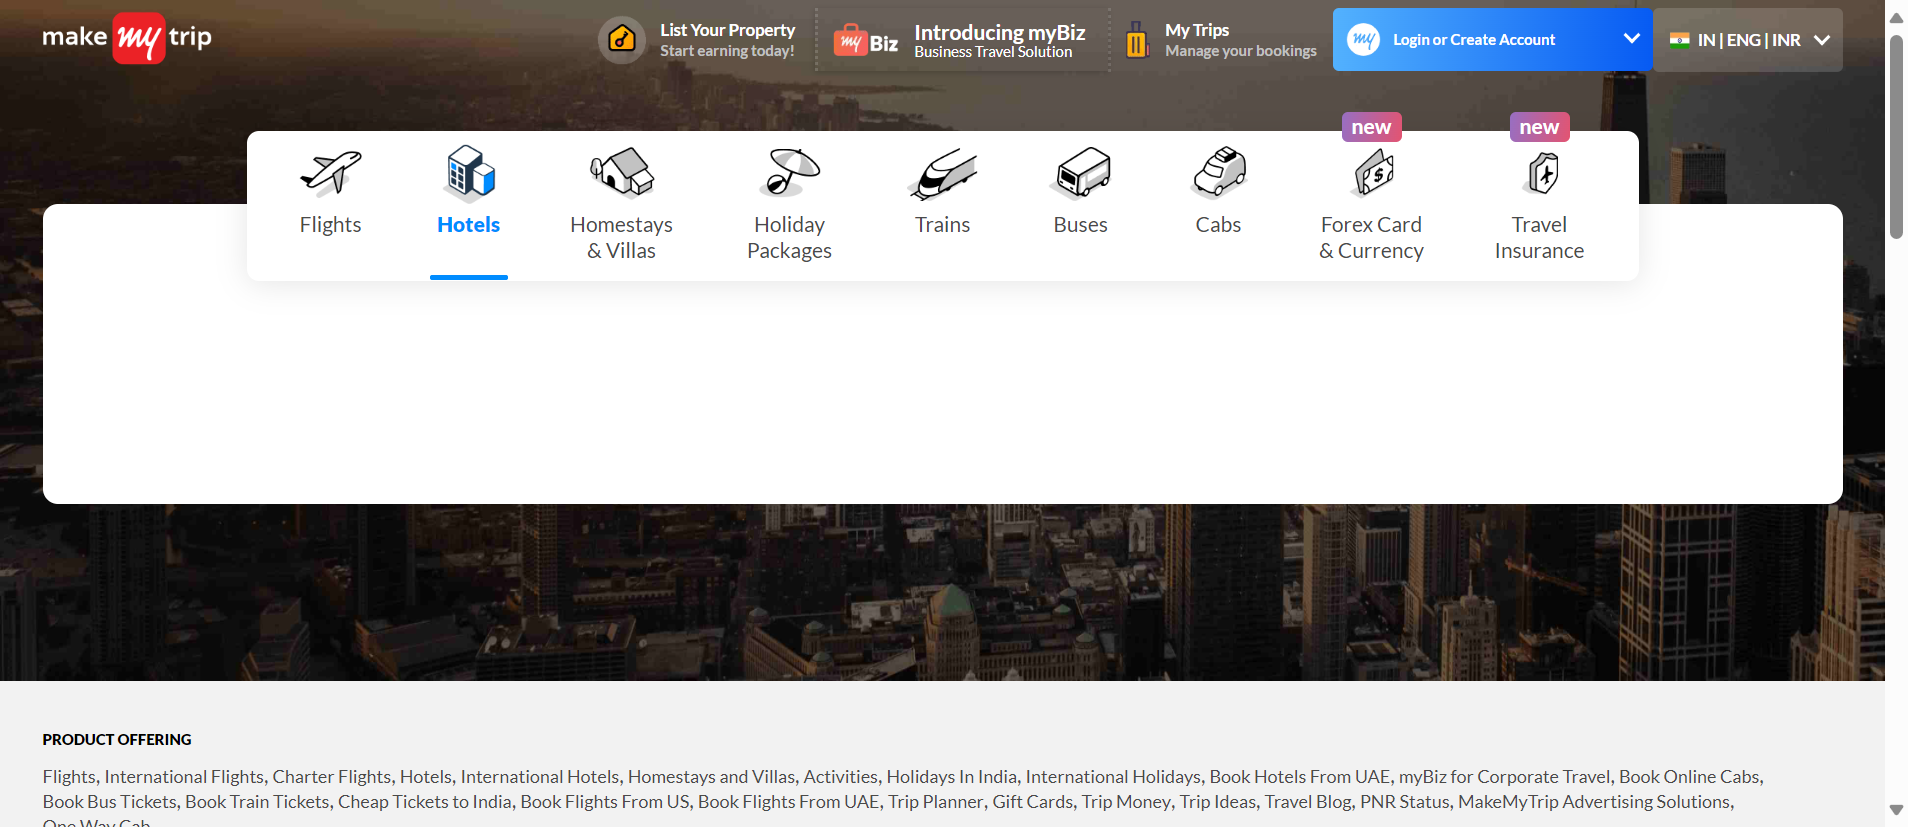 make my trip
List Your Property
Start earning today!
my Biz
Introducing myBiz
Business Travel Solution
My Trips
Manage your bookings
my
Login or Create Account
IN | ENG | INR
new
new
Flights
Hotels
Homestays
& Villas
Holiday
Packages
Trains
Buses
Cabs
Forex Card
& Currency
Travel
Insurance
PRODUCT OFFERING
Flights, International Flights, Charter Flights, Hotels, International Hotels, Homestays and Villas, Activities, Holidays In India, International Holidays, Book Hotels From UAE, myBiz for Corporate Travel, Book Online Cabs,
Book Bus Tickets, Book Train Tickets, Cheap Tickets to India, Book Flights From US, Book Flights From UAE, Trip Planner, Gift Cards, Trip Money, Trip Ideas, Travel Blog, PNR Status, MakeMyTrip Advertising Solutions,
One Way Cab